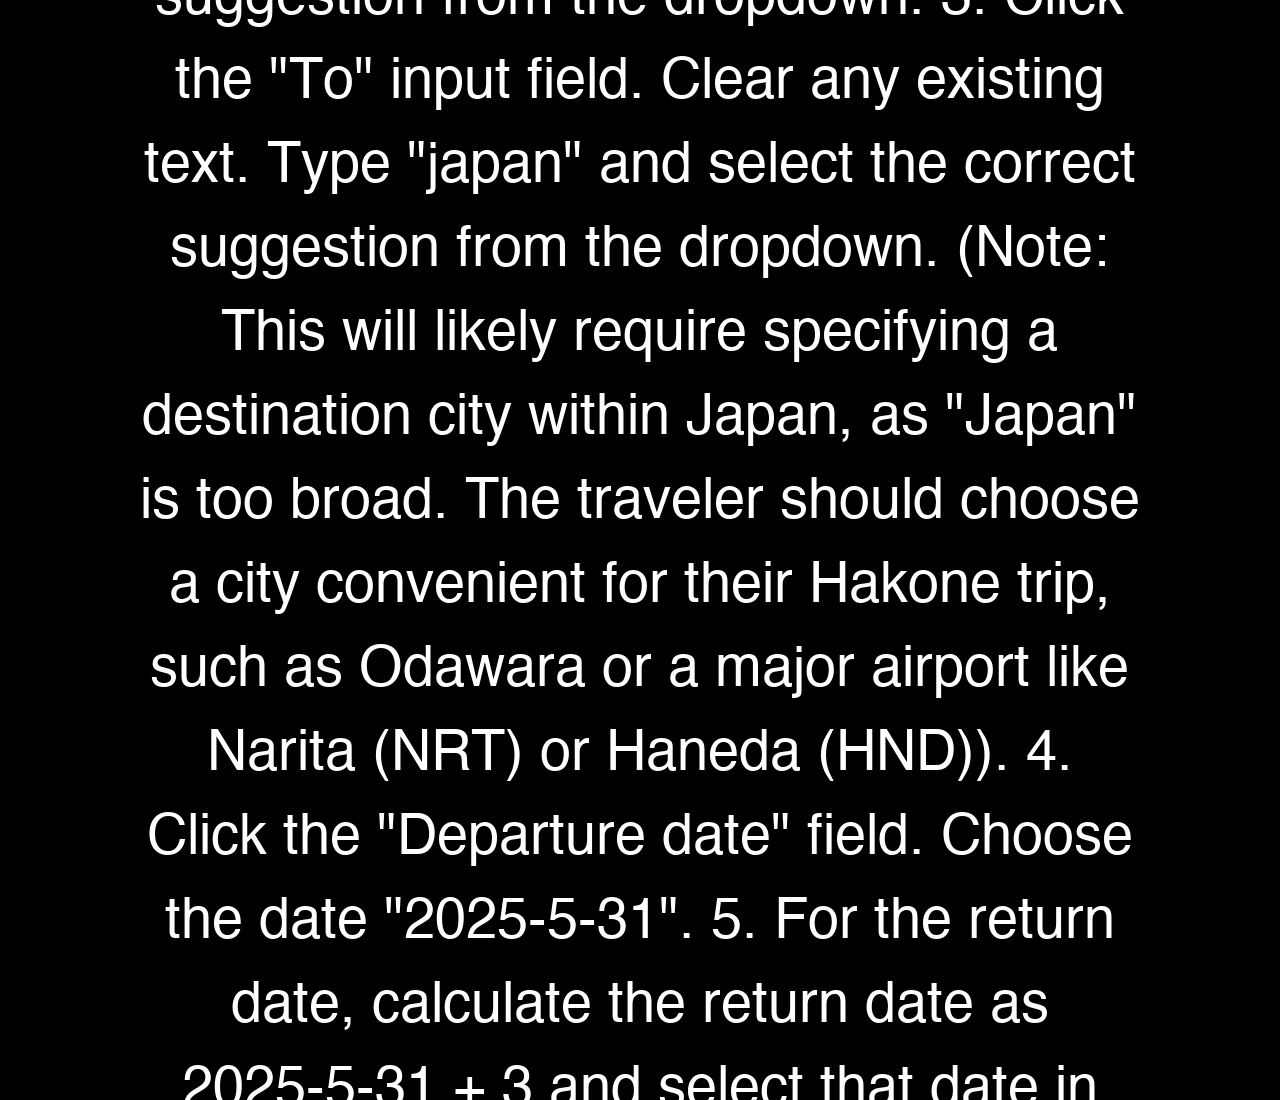 suggestion from the dropdown. 3. Click
the "To" input field. Clear any existing
text. Type "japan" and select the correct
suggestion from the dropdown. (Note:
This will likely require specifying a
destination city within Japan, as "Japan"
is too broad. The traveler should choose
a city convenient for their Hakone trip,
such as Odawara or a major airport like
Narita (NRT) or Haneda (HND)). 4.
Click the "Departure date" field. Choose
the date "2025-5-31". 5. For the return
date, calculate the return date as
2025-5-31 + 3 and select that date in